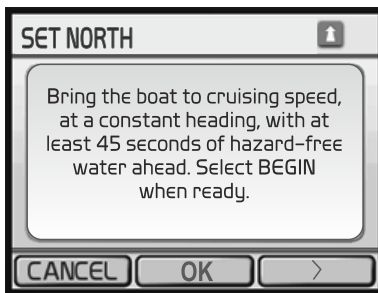 SET NORTH
Bring the boat to cruising speed,
at a constant heading, with at
least 45 seconds of hazard-free
water ahead. Select BEGIN
when ready.
CANCEL OK >